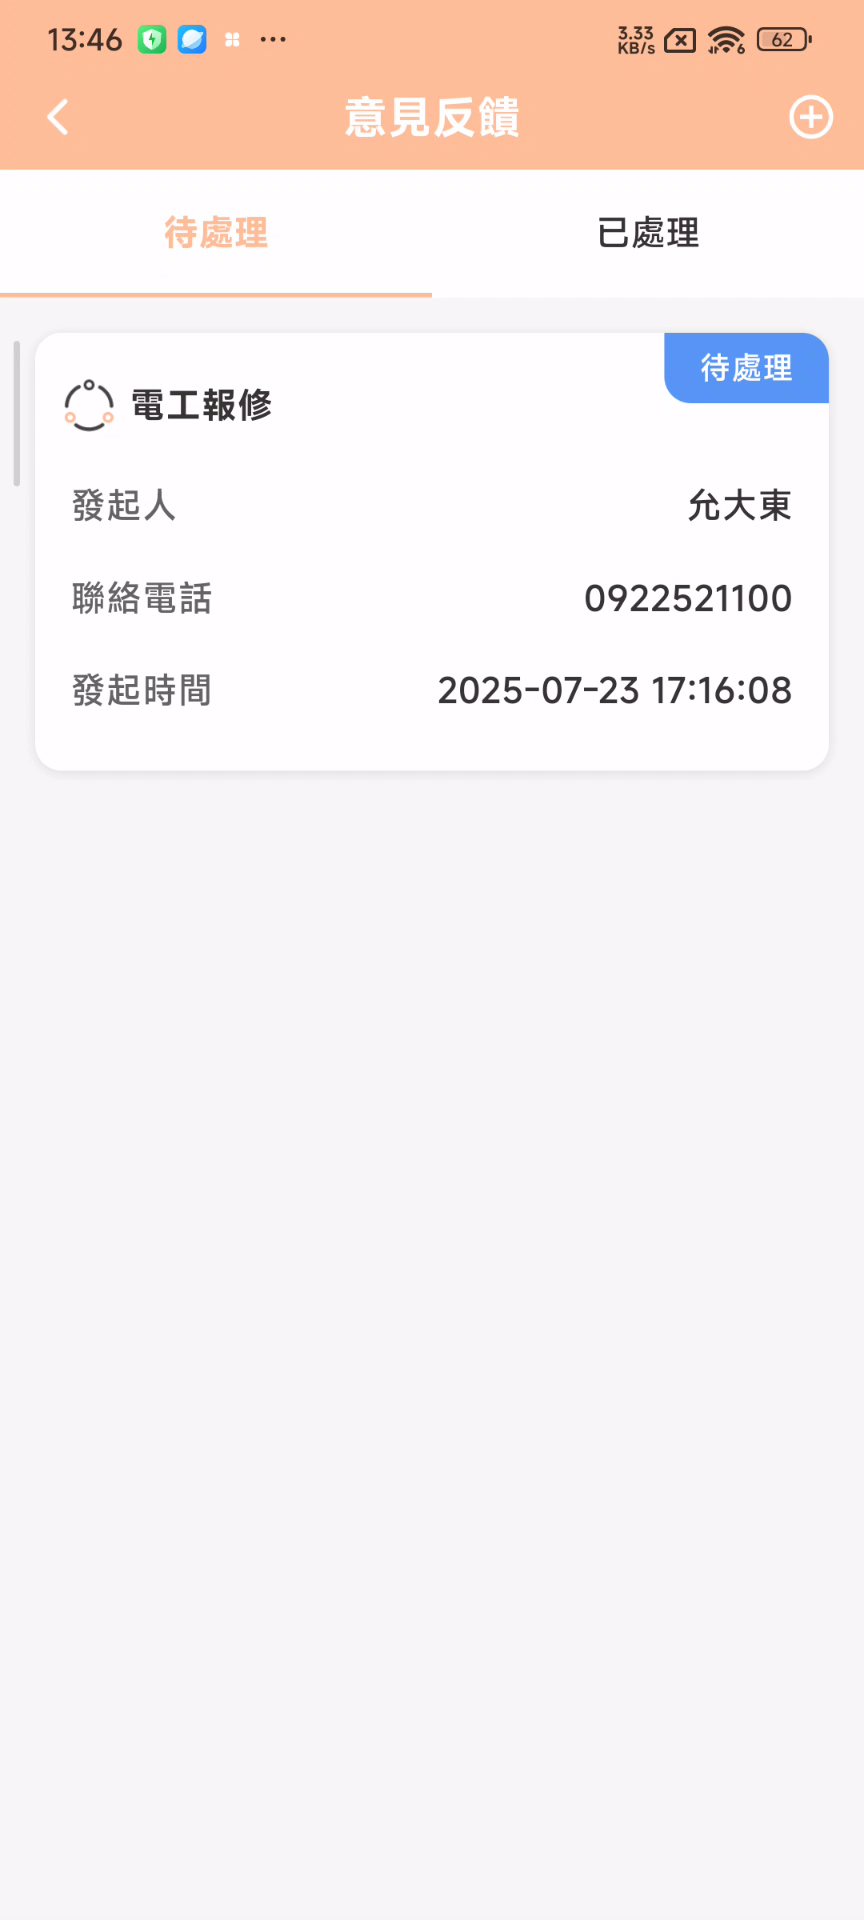 13:46 ... 3.33 KB/s 6 62
意見反饋
待處理 已處理
待處理
電工報修
發起人 允大東
聯絡電話 0922521100
發起時間 2025-07-23 17:16:08